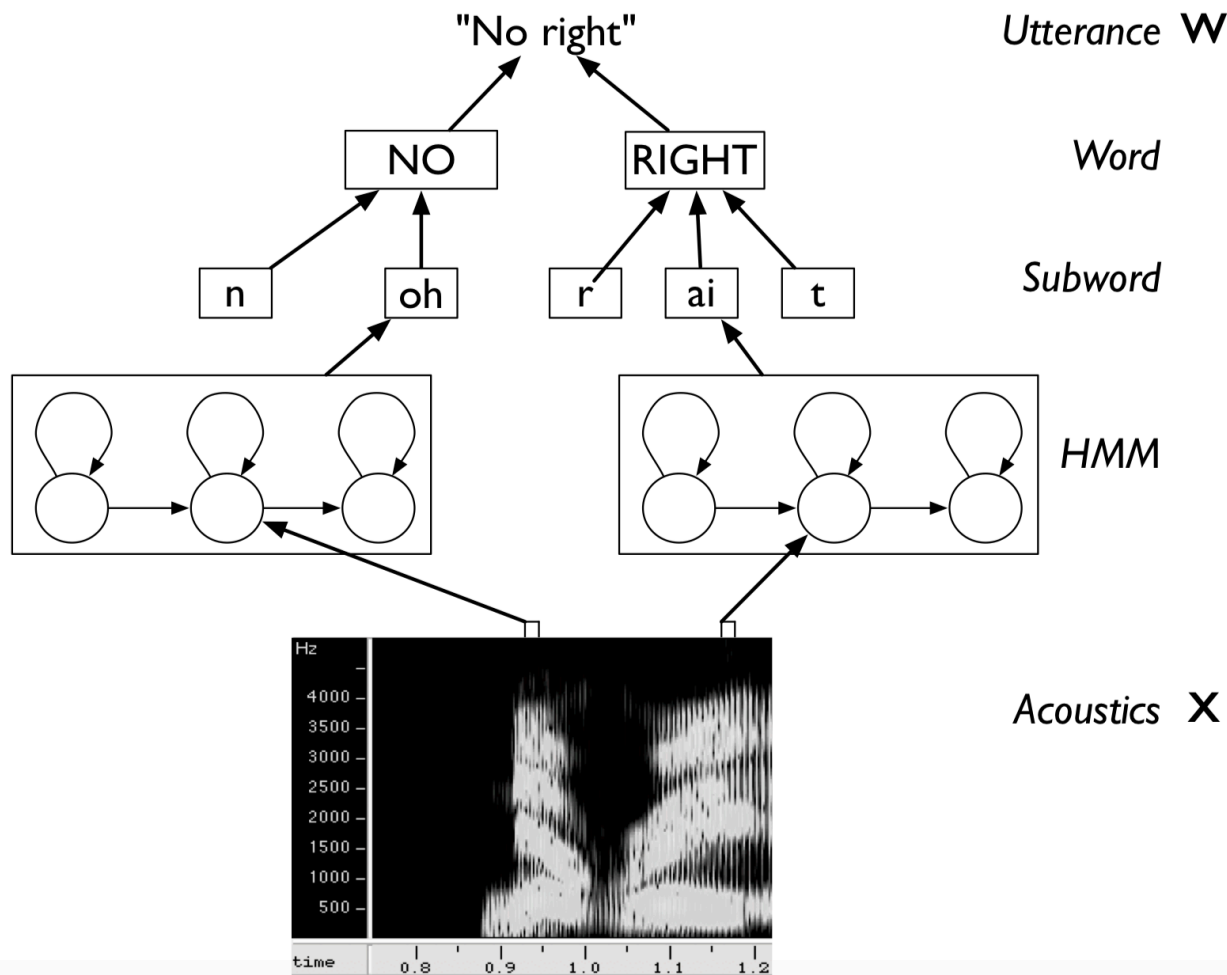 "No right" Utterance W
NO RIGHT Word
n oh r ai t Subword
HMM
Hz
4000
3500
3000
2500
2000
1500
1000
500
Acoustics X
time 0.8 0.9 1.0 1.1 1.2